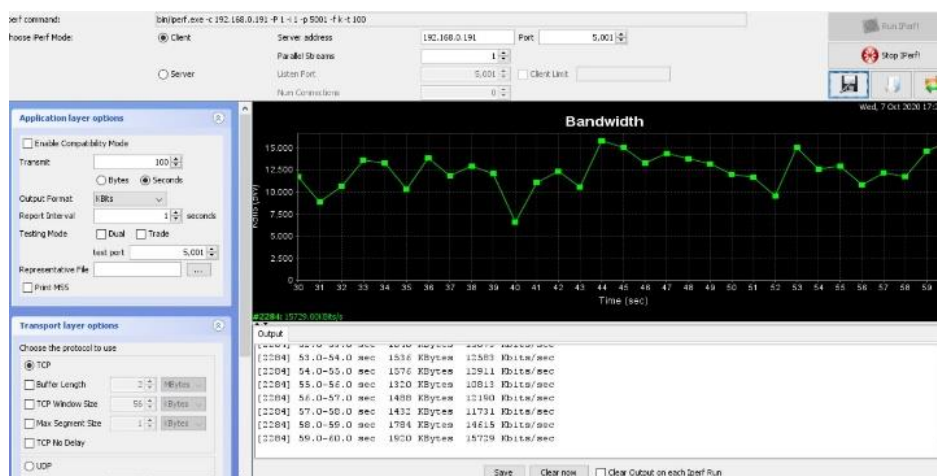 perf command: bin/iperf.exe -c 192.168.0.191 -P 1 -i 1 -p 5001 -f k -t 100
Choose iPerf Mode: Client Server address 192.168.0.191 Port 5,001
Parallel Streams 1
Server Listen Port 5,001 Client Limit
Num Connections 0
Run IPerf!
Stop IPerf!
Wed, 7 Oct 2020 17:
Application layer options
Enable Compatibility Mode
Transmit 100
Bytes Seconds
Output Format KBits
Report Interval 1 seconds
Testing Mode Dual Trade
test port 5,001
Representative File ...
Print MSS
Transport layer options
Choose the protocol to use
TCP
Buffer Length 2 MBytes
TCP Window Size 56 KBytes
Max Segment Size 1 KBytes
TCP No Delay
UDP
Bandwidth
15.000
12.500
10.000
7.500
5.000
2.500
0
30 31 32 33 34 35 36 37 38 39 40 41 42 43 44 45 46 47 48 49 50 51 52 53 54 55 56 57 58 59
Time (sec)
#2284: 15729.00KBits/s
Output
[2284] 53.0-54.0 sec 1536 KBytes 12583 Kbits/sec
[2284] 54.0-55.0 sec 1576 KBytes 12911 Kbits/sec
[2284] 55.0-56.0 sec 1320 KBytes 10813 Kbits/sec
[2284] 56.0-57.0 sec 1488 KBytes 12190 Kbits/sec
[2284] 57.0-58.0 sec 1432 KBytes 11731 Kbits/sec
[2284] 58.0-59.0 sec 1784 KBytes 14615 Kbits/sec
[2284] 59.0-60.0 sec 1920 KBytes 15729 Kbits/sec
Save Clear now Clear Output on each Iperf Run